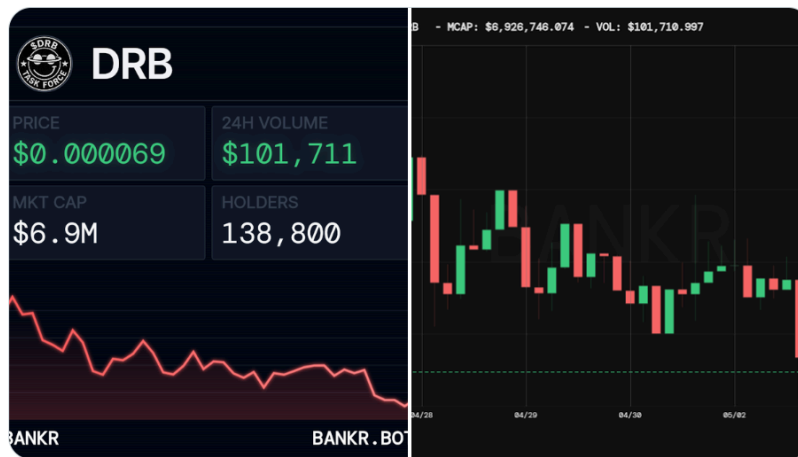 $DRB
TASK FORCE
DRB
PRICE
$0.000069
24H VOLUME
$101,711
MKT CAP
$6.9M
HOLDERS
138,800
BANKR
BANKR.BOT
B - MCAP: $6,926,746.074 - VOL: $101,710.997
BANKR
04/28
04/29
04/30
05/02